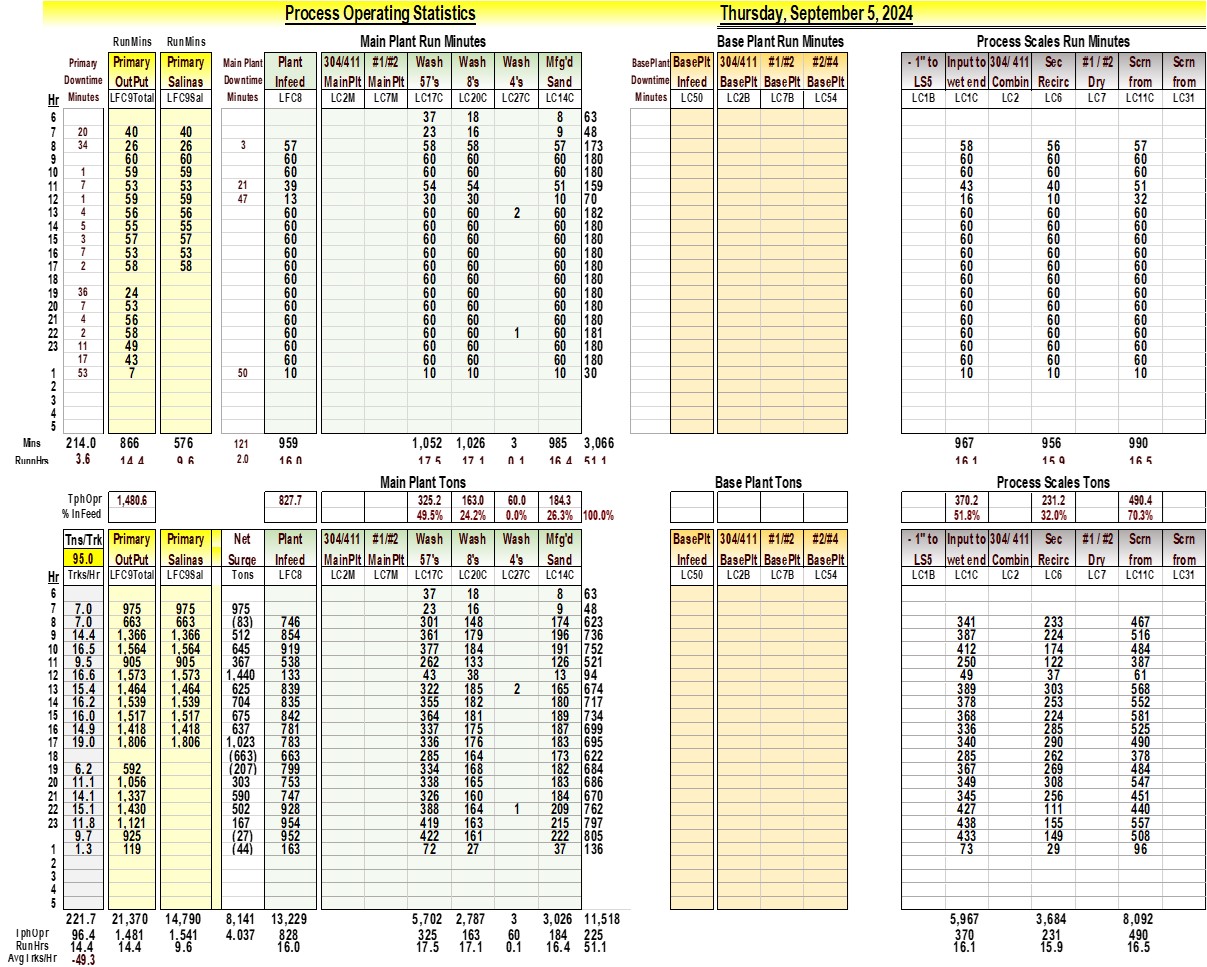 Process Operating Statistics Thursday, September 5, 2024
RunMins RunMins Main Plant Run Minutes Base Plant Run Minutes Process Scales Run Minutes
Primary Primary Primary Main Plant Plant 304/411 #1/#2 Wash Wash Wash Mfg'd BasePlant BasePlt 304/411 #1/#2 #2/#4 - 1" to Input to 304/ 411 Sec #1 / #2 Scrn Scrn
Downtime OutPut Salinas Downtime Infeed MainPlt MainPlt 57's 8's 4's Sand Downtime Infeed BasePlt BasePlt BasePlt LS5 wet end Combin Recirc Dry from from
Hr Minutes LFC9Total LFC9Sal Minutes LFC8 LC2M LC7M LC17C LC20C LC27C LC14C Minutes LC50 LC2B LC7B LC54 LC1B LC1C LC2 LC6 LC7 LC11C LC31
6 37 18 8 63
7 20 40 40 23 16 9 48
8 34 26 26 3 57 58 58 57 173 58 56 57
9 60 60 60 60 60 60 180 60 60 60
10 1 59 59 60 60 60 60 180 60 60 60
11 7 53 53 21 39 54 54 51 159 43 40 51
12 1 59 59 47 13 30 30 10 70 16 10 32
13 4 56 56 60 60 60 2 60 182 60 60 60
14 5 55 55 60 60 60 60 180 60 60 60
15 3 57 57 60 60 60 60 180 60 60 60
16 7 53 53 60 60 60 60 180 60 60 60
17 2 58 58 60 60 60 60 180 60 60 60
18 60 60 60 60 180 60 60 60
19 36 24 60 60 60 60 180 60 60 60
20 7 53 60 60 60 60 180 60 60 60
21 4 56 60 60 60 60 180 60 60 60
22 2 58 60 60 60 1 60 181 60 60 60
23 11 49 60 60 60 60 180 60 60 60
17 43 60 60 60 60 180 60 60 60
1 53 7 50 10 10 10 10 30 10 10 10
2
3
4
5
Mins 214.0 866 576 121 959 1,052 1,026 3 985 3,066 967 956 990
RunnHrs 3.6 14.4 9.6 2.0 16.0 17.5 17.1 0.1 16.4 51.1 16.1 15.9 16.5
Main Plant Tons Base Plant Tons Process Scales Tons
TphOpr 1,480.6 827.7 325.2 163.0 60.0 184.3 370.2 231.2 490.4
% InFeed 49.5% 24.2% 0.0% 26.3% 100.0% 51.8% 32.0% 70.3%
Tns/Trk Primary Primary Net Plant 304/411 #1/#2 Wash Wash Wash Mfg'd BasePlt 304/411 #1/#2 #2/#4 - 1" to Input to 304/ 411 Sec #1 / #2 Scrn Scrn
95.0 OutPut Salinas Surge Infeed MainPlt MainPlt 57's 8's 4's Sand Infeed BasePlt BasePlt BasePlt LS5 wet end Combin Recirc Dry from from
Hr Trks/Hr LFC9Total LFC9Sal Tons LFC8 LC2M LC7M LC17C LC20C LC27C LC14C LC50 LC2B LC7B LC54 LC1B LC1C LC2 LC6 LC7 LC11C LC31
6 37 18 8 63
7 7.0 975 975 975 23 16 9 48
8 7.0 663 663 (83) 746 301 148 174 623 341 233 467
9 14.4 1,366 1,366 512 854 361 179 196 736 387 224 516
10 16.5 1,564 1,564 645 919 377 184 191 752 412 174 484
11 9.5 905 905 367 538 262 133 126 521 250 122 387
12 16.6 1,573 1,573 1,440 133 43 38 13 94 49 37 61
13 15.4 1,464 1,464 625 839 322 185 2 165 674 389 303 568
14 16.2 1,539 1,539 704 835 355 182 180 717 378 253 552
15 16.0 1,517 1,517 675 842 364 181 189 734 368 224 581
16 14.9 1,418 1,418 637 781 337 175 187 699 336 285 525
17 19.0 1,806 1,806 1,023 783 336 176 183 695 340 290 490
18 (663) 663 285 164 173 622 285 262 378
19 6.2 592 (207) 799 334 168 182 684 367 269 484
20 11.1 1,056 303 753 338 165 183 686 349 308 547
21 14.1 1,337 590 747 326 160 184 670 345 256 451
22 15.1 1,430 502 928 388 164 1 209 762 427 111 440
23 11.8 1,121 167 954 419 163 215 797 438 155 557
9.7 925 (27) 952 422 161 222 805 433 149 508
1 1.3 119 (44) 163 72 27 37 136 73 29 96
2
3
4
5
221.7 21,370 14,790 8,141 13,229 5,702 2,787 3 3,026 11,518 5,967 3,684 8,092
TphOpr 96.4 1,481 1,541 4.037 828 325 163 60 184 225 370 231 490
RunHrs 14.4 14.4 9.6 16.0 17.5 17.1 0.1 16.4 51.1 16.1 15.9 16.5
AvgTrks/Hr -49.3